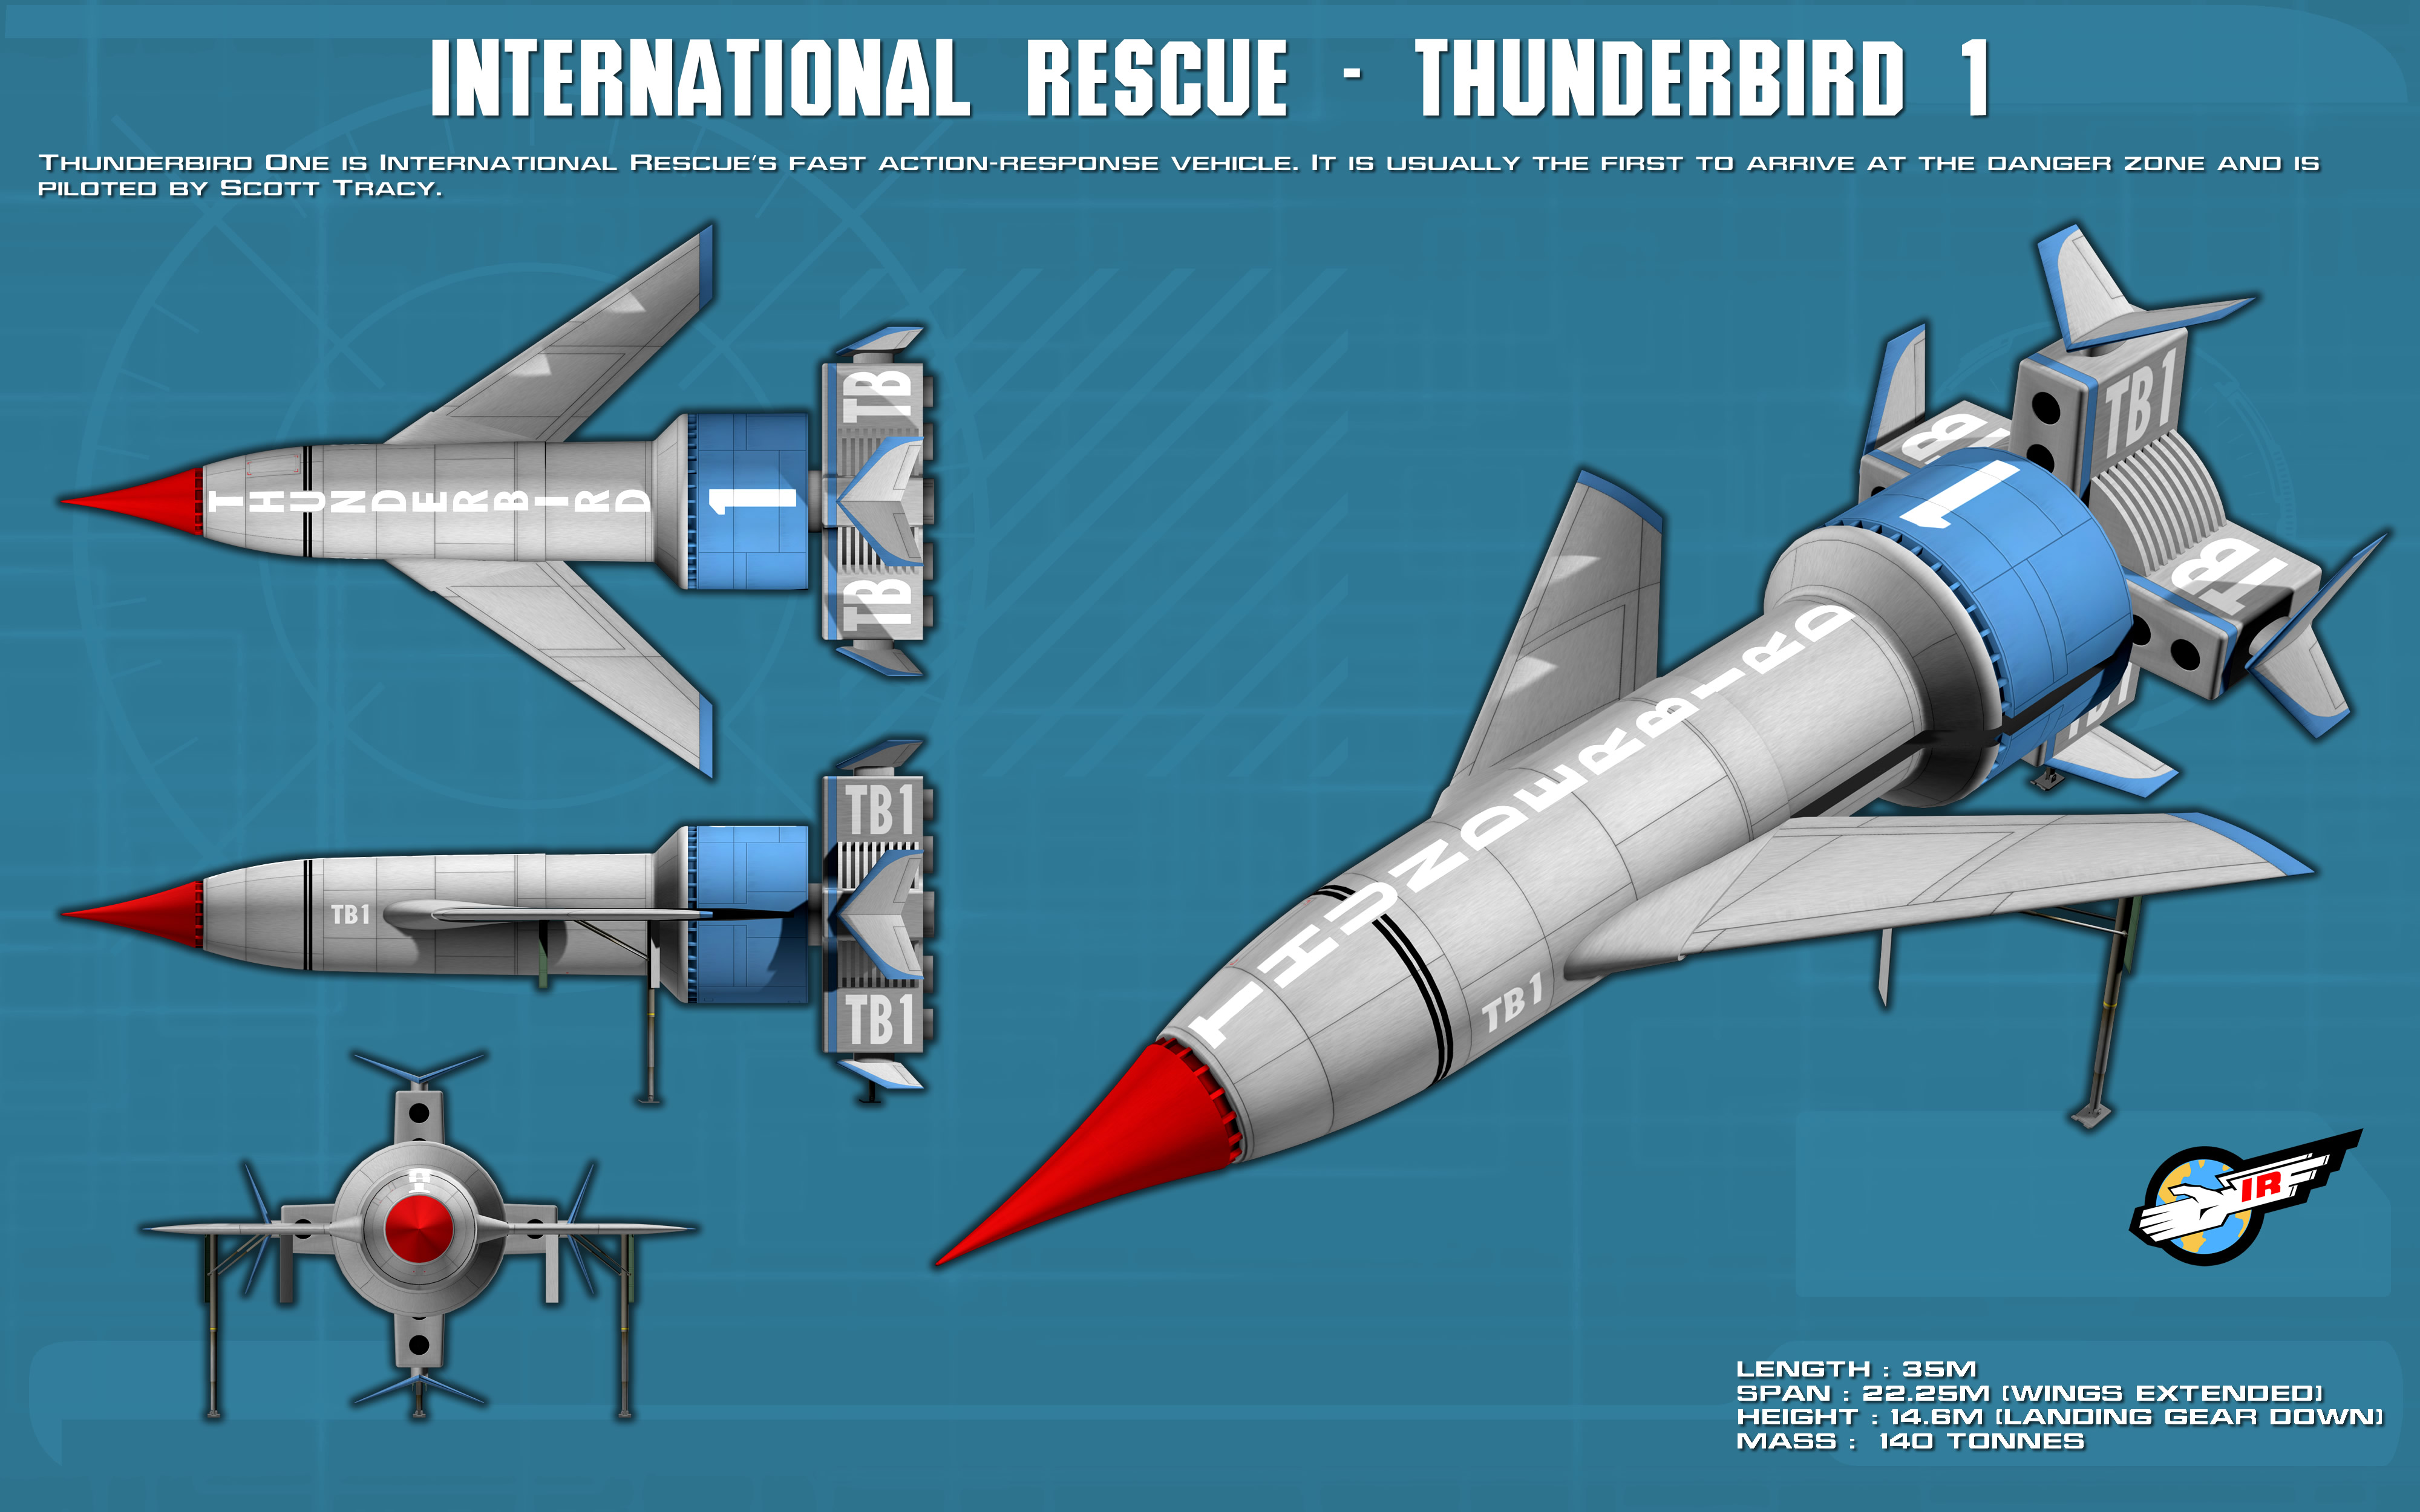 INTERNATIONAL RESCUE - THUNDERBIRD 1
THUNDERBIRD ONE IS INTERNATIONAL RESCUE'S FAST ACTION-RESPONSE VEHICLE. IT IS USUALLY THE FIRST TO ARRIVE AT THE DANGER ZONE AND IS
PILOTED BY SCOTT TRACY.
THUNDERBIRD
1
TB
TB
TB1
TB1
TB1
T
THUNDERBIRD
1
TB1
TB1
TB
TB
TB1
IR
LENGTH : 35M
SPAN : 22.25M [WINGS EXTENDED]
HEIGHT : 14.6M [LANDING GEAR DOWN]
MASS : 140 TONNES